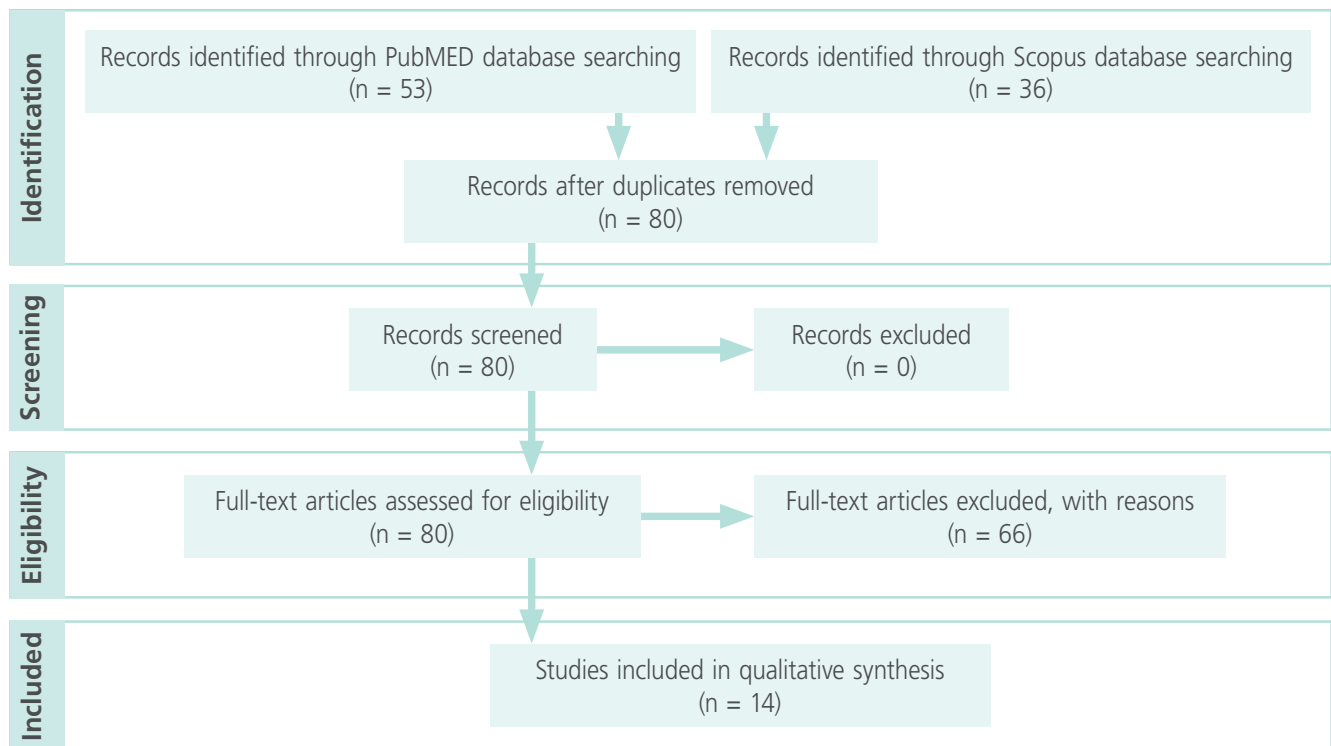 Identification
Records identified through PubMED database searching
(n = 53)
Records identified through Scopus database searching
(n = 36)
Records after duplicates removed
(n = 80)
Screening
Records screened
(n = 80)
Records excluded
(n = 0)
Eligibility
Full-text articles assessed for eligibility
(n = 80)
Full-text articles excluded, with reasons
(n = 66)
Included
Studies included in qualitative synthesis
(n = 14)